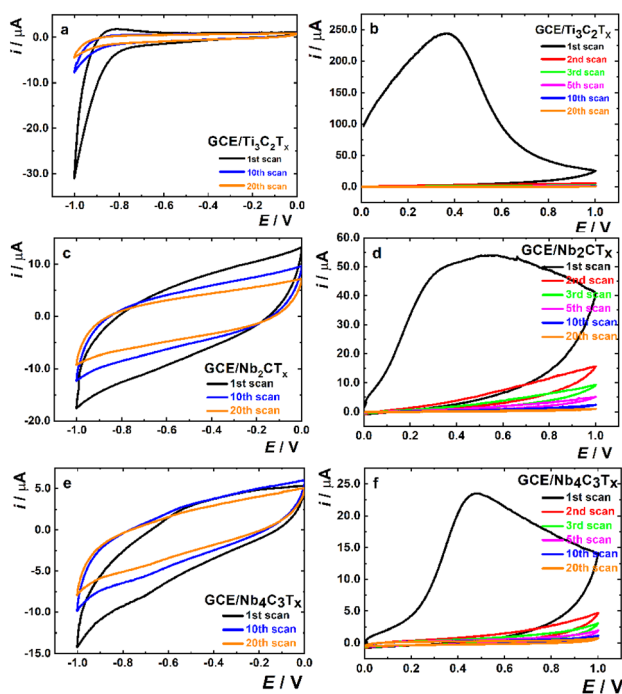 a
i / μA
0.0
-10.0
-20.0
-30.0
GCE/Ti3C2Tx
1st scan
10th scan
20th scan
-1.0 -0.8 -0.6 -0.4 -0.2 0.0
E / V
b
i / μA
250.0
200.0
150.0
100.0
50.0
0.0
GCE/Ti3C2Tx
1st scan
2nd scan
3rd scan
5th scan
10th scan
20th scan
0.0 0.2 0.4 0.6 0.8 1.0
E / V
c
i / μA
10.0
0.0
-10.0
-20.0
GCE/Nb2CTx
1st scan
10th scan
20th scan
-1.0 -0.8 -0.6 -0.4 -0.2 0.0
E / V
d
i / μA
60.0
50.0
40.0
30.0
20.0
10.0
0.0
GCE/Nb2CTx
1st scan
2nd scan
3rd scan
5th scan
10th scan
20th scan
0.0 0.2 0.4 0.6 0.8 1.0
E / V
e
i / μA
5.0
0.0
-5.0
-10.0
-15.0
GCE/Nb4C3Tx
1st scan
10th scan
20th scan
-1.0 -0.8 -0.6 -0.4 -0.2 0.0
E / V
f
i / μA
25.0
20.0
15.0
10.0
5.0
0.0
GCE/Nb4C3Tx
1st scan
2nd scan
3rd scan
5th scan
10th scan
20th scan
0.0 0.2 0.4 0.6 0.8 1.0
E / V